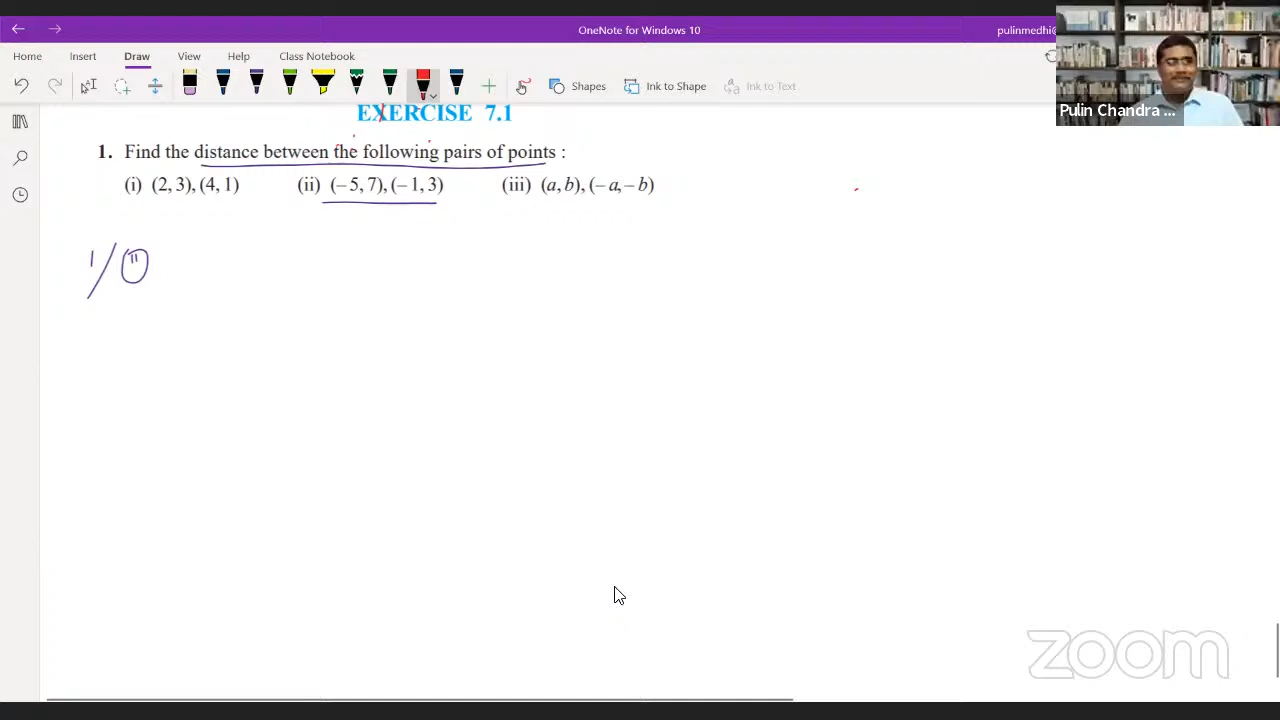 OneNote for Windows 10
pulinmedhi@
Home Insert Draw View Help Class Notebook
Shapes Ink to Shape Ink to Text
Pulin Chandra ...
EXERCISE 7.1
1. Find the distance between the following pairs of points :
(i) (2, 3), (4, 1) (ii) (– 5, 7), (– 1, 3) (iii) (a, b), (– a, – b)
1/ II
zoom